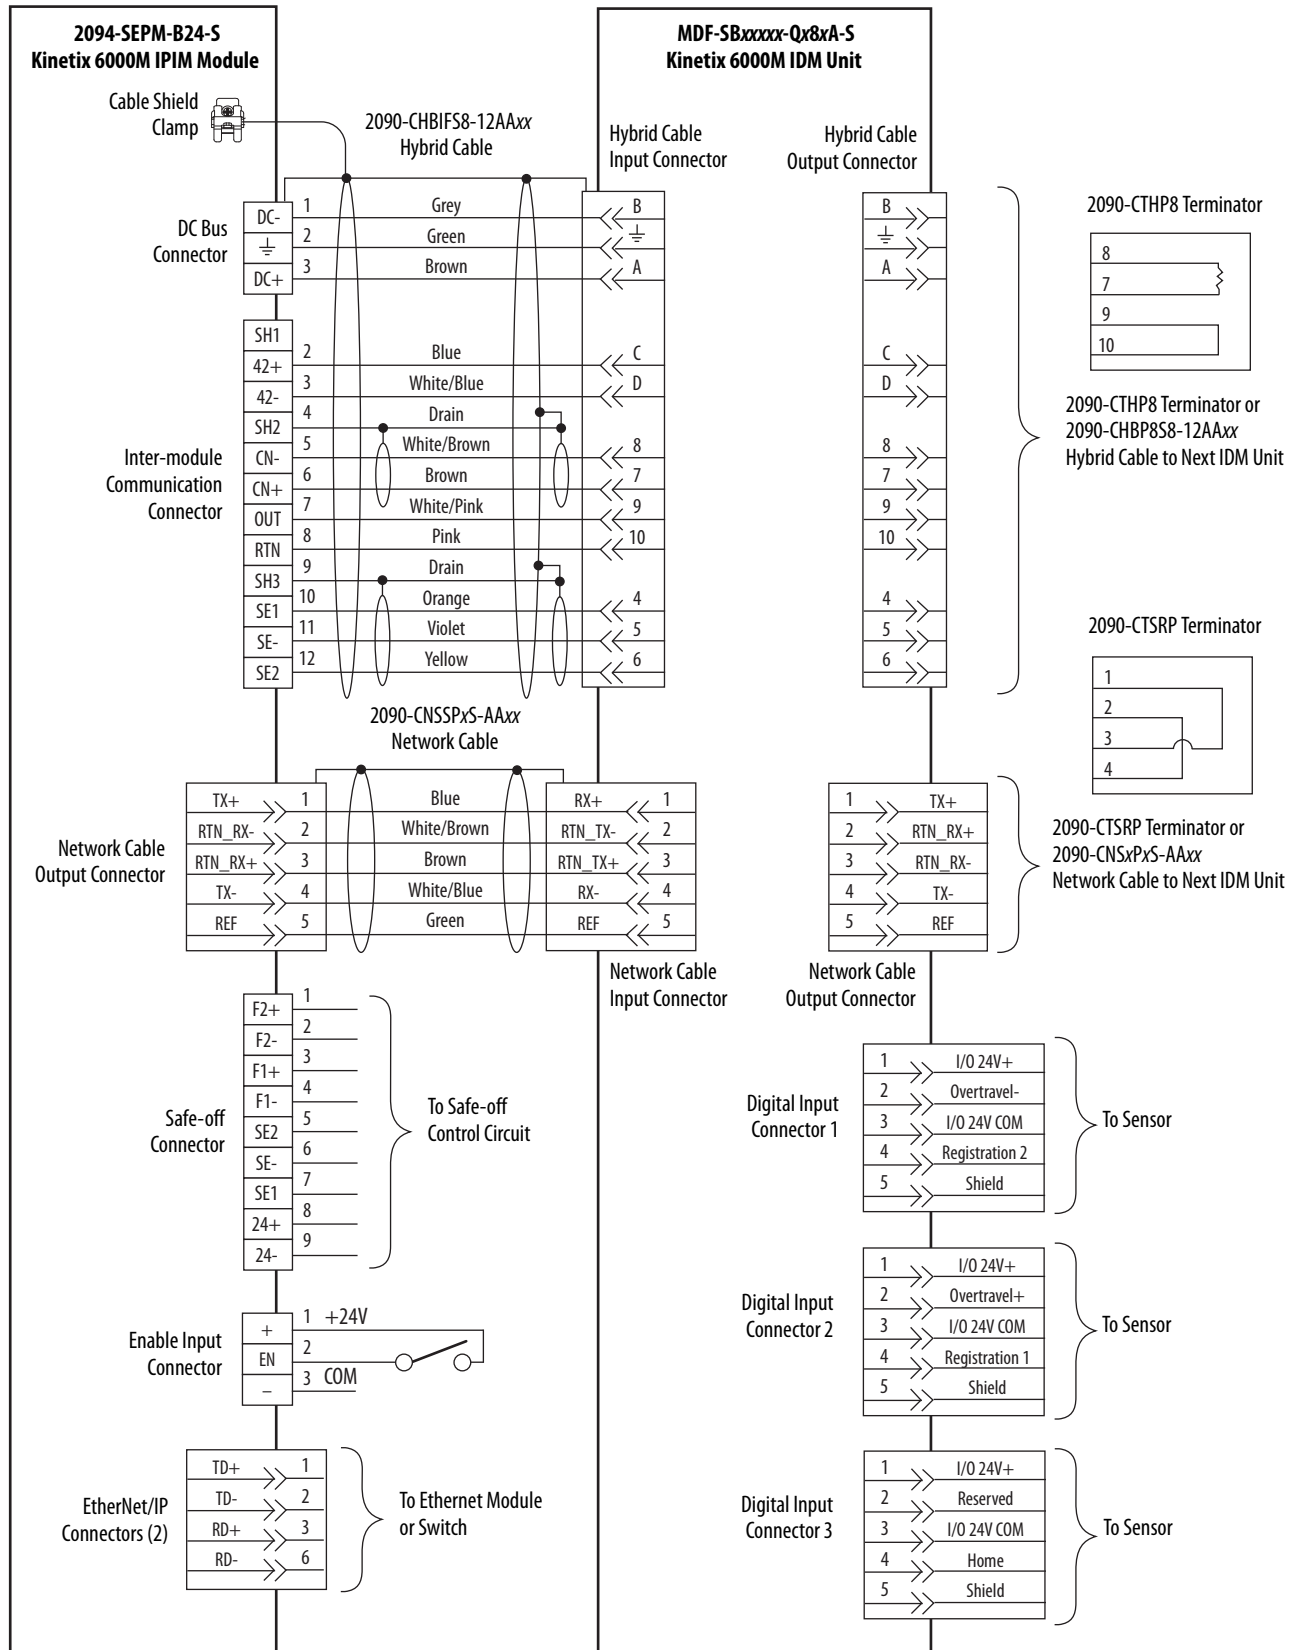 2094-SEPM-B24-S
Kinetix 6000M IPIM Module
MDF-SBxxxxx-Qx8xA-S
Kinetix 6000M IDM Unit
Cable Shield
Clamp
2090-CHBIFS8-12AAxx
Hybrid Cable
Hybrid Cable
Input Connector
Hybrid Cable
Output Connector
DC Bus
Connector
DC- 1 Grey B
2 Green
DC+ 3 Brown A
B
A
2090-CTHP8 Terminator
8
7
9
10
Inter-module
Communication
Connector
SH1
42+ 2 Blue C
42- 3 White/Blue D
SH2 4 Drain
CN- 5 White/Brown 8
CN+ 6 Brown 7
OUT 7 White/Pink 9
RTN 8 Pink 10
SH3 9 Drain
SE1 10 Orange 4
SE- 11 Violet 5
SE2 12 Yellow 6
C
D
8
7
9
10
4
5
6
2090-CTHP8 Terminator or
2090-CHBP8S8-12AAxx
Hybrid Cable to Next IDM Unit
2090-CTSRP Terminator
1
2
3
4
2090-CNSSPxS-AAxx
Network Cable
Network Cable
Output Connector
TX+ 1 Blue RX+ 1
RTN_RX- 2 White/Brown RTN_TX- 2
RTN_RX+ 3 Brown RTN_TX+ 3
TX- 4 White/Blue RX- 4
REF 5 Green REF 5
Network Cable
Input Connector
1 TX+
2 RTN_RX+
3 RTN_RX-
4 TX-
5 REF
Network Cable
Output Connector
2090-CTSRP Terminator or
2090-CNSxPxS-AAxx
Network Cable to Next IDM Unit
Safe-off
Connector
F2+ 1
F2- 2
F1+ 3
F1- 4
SE2 5
SE- 6
SE1 7
24+ 8
24- 9
To Safe-off
Control Circuit
Digital Input
Connector 1
1 I/O 24V+
2 Overtravel-
3 I/O 24V COM
4 Registration 2
5 Shield
To Sensor
Digital Input
Connector 2
1 I/O 24V+
2 Overtravel+
3 I/O 24V COM
4 Registration 1
5 Shield
To Sensor
Enable Input
Connector
+ 1 +24V
EN 2
– 3 COM
EtherNet/IP
Connectors (2)
TD+ 1
TD- 2
RD+ 3
RD- 6
To Ethernet Module
or Switch
Digital Input
Connector 3
1 I/O 24V+
2 Reserved
3 I/O 24V COM
4 Home
5 Shield
To Sensor